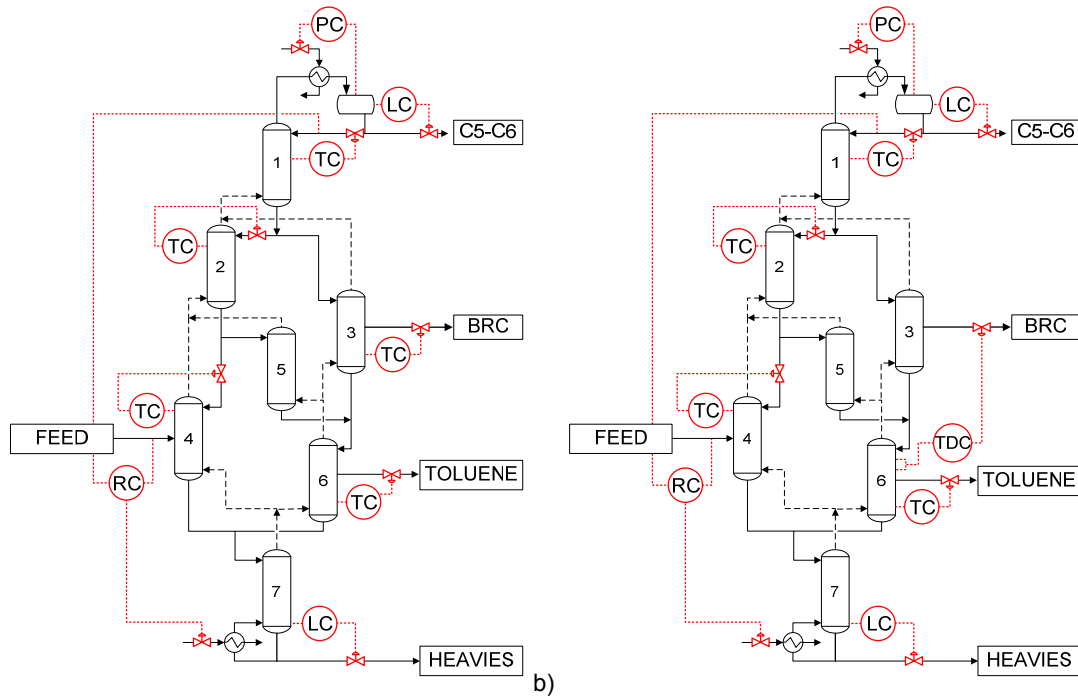 PC
LC
C5-C6
1
TC
TC
2
3
BRC
TC
5
TC
4
FEED
RC
6
TOLUENE
TC
7
LC
HEAVIES
b)
PC
LC
C5-C6
1
TC
TC
2
3
BRC
5
TC
4
FEED
TDC
RC
6
TOLUENE
TC
7
LC
HEAVIES